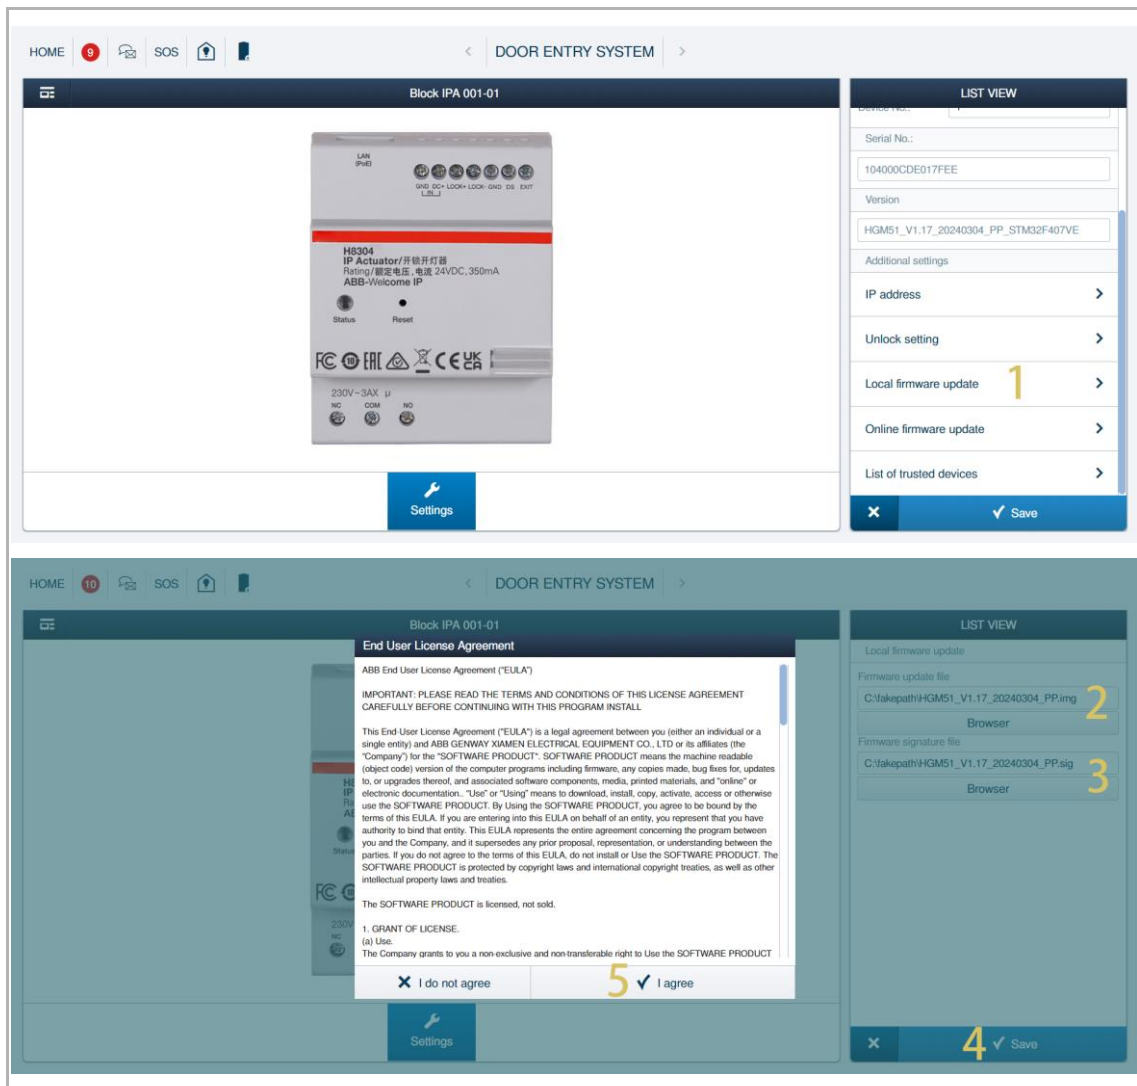 HOME 9 SOS DOOR ENTRY SYSTEM
Block IPA 001-01
LIST VIEW
Device No.: 1
Serial No.:
104000CDE017FEE
Version
HGM51_V1.17_20240304_PP_STM32F407VE
Additional settings
IP address
Unlock setting
Local firmware update 1
Online firmware update
List of trusted devices
Save
LAN
(PoE)
GND DC+ LOCK+ LOCK- GND DS EXIT
IN
H8304
IP Actuator/开锁开灯器
Rating/额定电压,电流 24VDC, 350mA
ABB-Welcome IP
Status Reset
FC 10 EAC CE UK CA
230V~3AX μ
NC COM NO
Settings
HOME 10 SOS DOOR ENTRY SYSTEM
Block IPA 001-01
End User License Agreement
ABB End User License Agreement ("EULA")
IMPORTANT: PLEASE READ THE TERMS AND CONDITIONS OF THIS LICENSE AGREEMENT
CAREFULLY BEFORE CONTINUING WITH THIS PROGRAM INSTALL
This End-User License Agreement ("EULA") is a legal agreement between you (either an individual or a
single entity) and ABB GENWAY XIAMEN ELECTRICAL EQUIPMENT CO., LTD or its affiliates (the
"Company") for the "SOFTWARE PRODUCT". SOFTWARE PRODUCT means the machine readable
(object code) version of the computer programs including firmware, any copies made, bug fixes for, updates
to, or upgrades thereof, and associated software components, media, printed materials, and "online" or
electronic documentation.. "Use" or "Using" means to download, install, copy, activate, access or otherwise
use the SOFTWARE PRODUCT. By Using the SOFTWARE PRODUCT, you agree to be bound by the
terms of this EULA. If you are entering into this EULA on behalf of an entity, you represent that you have
authority to bind that entity. This EULA represents the entire agreement concerning the program between
you and the Company, and it supersedes any prior proposal, representation, or understanding between the
parties. If you do not agree to the terms of this EULA, do not install or Use the SOFTWARE PRODUCT. The
SOFTWARE PRODUCT is protected by copyright laws and international copyright treaties, as well as other
intellectual property laws and treaties.
The SOFTWARE PRODUCT is licensed, not sold.
1. GRANT OF LICENSE.
(a) Use.
The Company grants to you a non-exclusive and non-transferable right to Use the SOFTWARE PRODUCT
I do not agree 5 I agree
H8
IP
Ra
AB
Status
FC
230V
NC
Settings
LIST VIEW
Local firmware update
Firmware update file
C:\fakepath\HGM51_V1.17_20240304_PP.img 2
Browser
Firmware signature file
C:\fakepath\HGM51_V1.17_20240304_PP.sig 3
Browser
4 Save